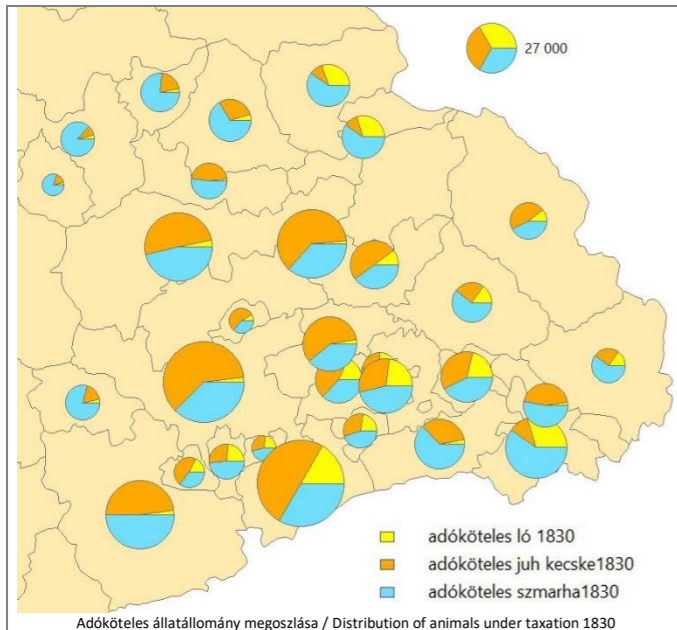 27 000
adóköteles ló 1830
adóköteles juh kecske1830
adóköteles szmarha1830
Adóköteles állatállomány megoszlása / Distribution of animals under taxation 1830